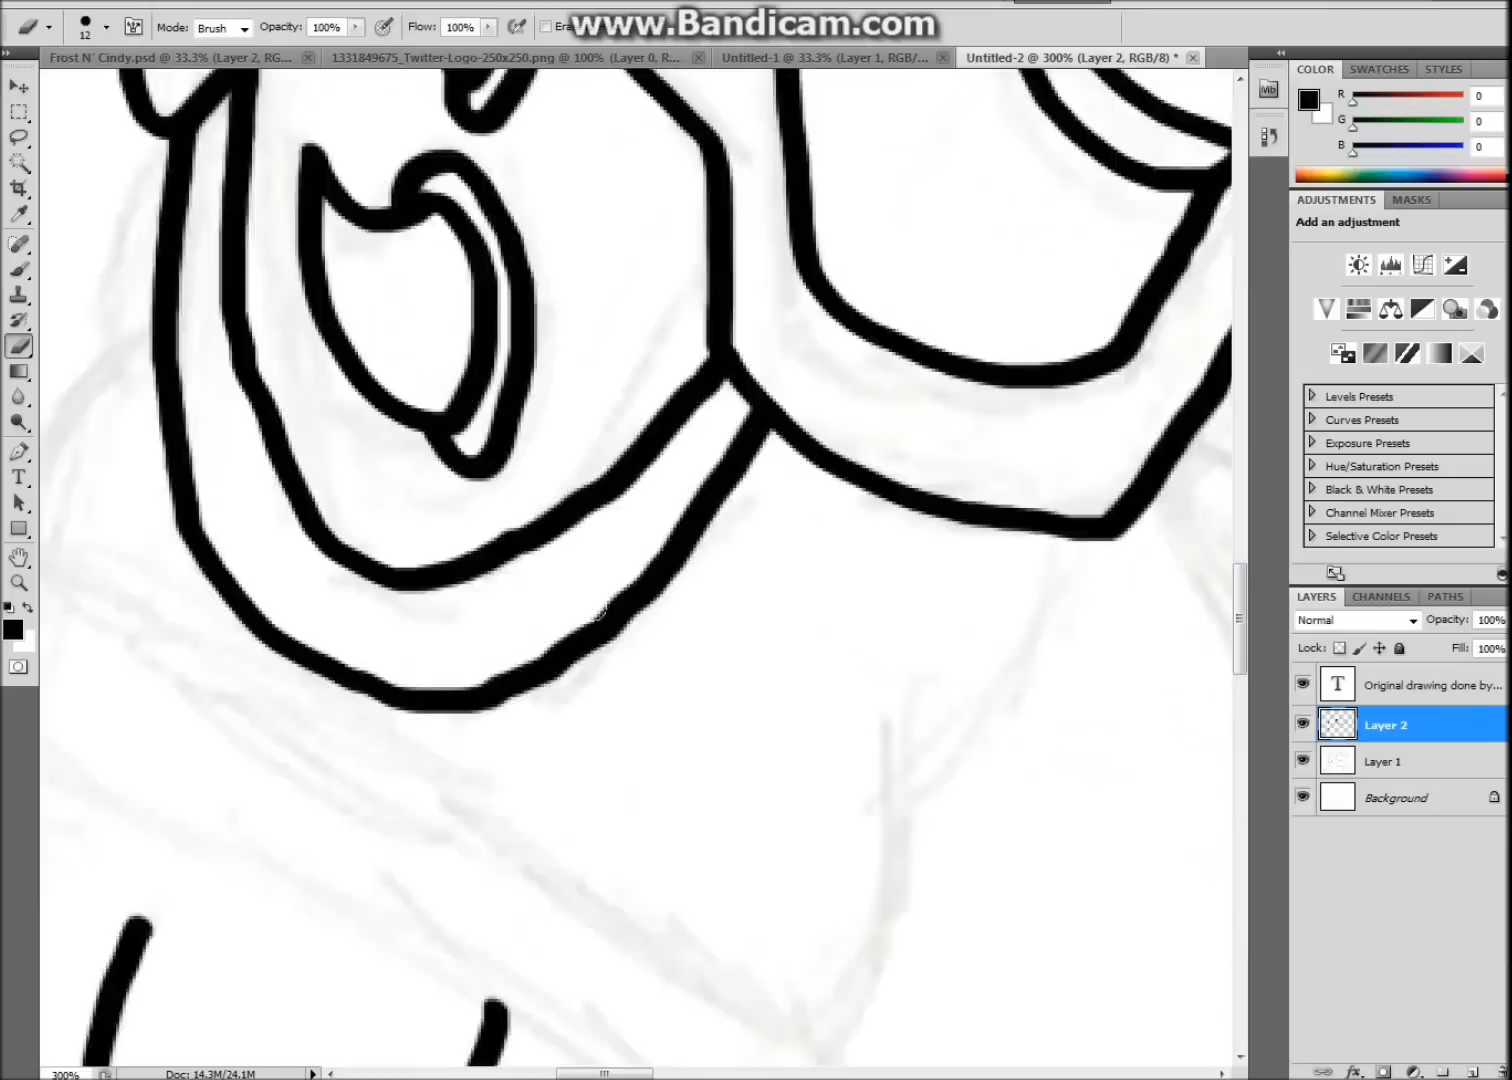 www.Bandicam.com
12 Mode: Brush Opacity: 100% Flow: 100%
Frost N' Cindy.psd @ 33.3% (Layer 2, RG...
1331849675_Twitter-Logo-250x250.png @ 100% (Layer 0, R...
Untitled-1 @ 33.3% (Layer 1, RGB/...
Untitled-2 @ 300% (Layer 2, RGB/8) *
Mb
COLOR SWATCHES STYLES
R 0
G 0
B 0
ADJUSTMENTS MASKS
Add an adjustment
Levels Presets
Curves Presets
Exposure Presets
Hue/Saturation Presets
Black & White Presets
Channel Mixer Presets
Selective Color Presets
LAYERS CHANNELS PATHS
Normal Opacity: 100%
Lock: Fill: 100%
T Original drawing done by...
Layer 2
Layer 1
Background
fx
300% Doc: 14.3M/24.1M